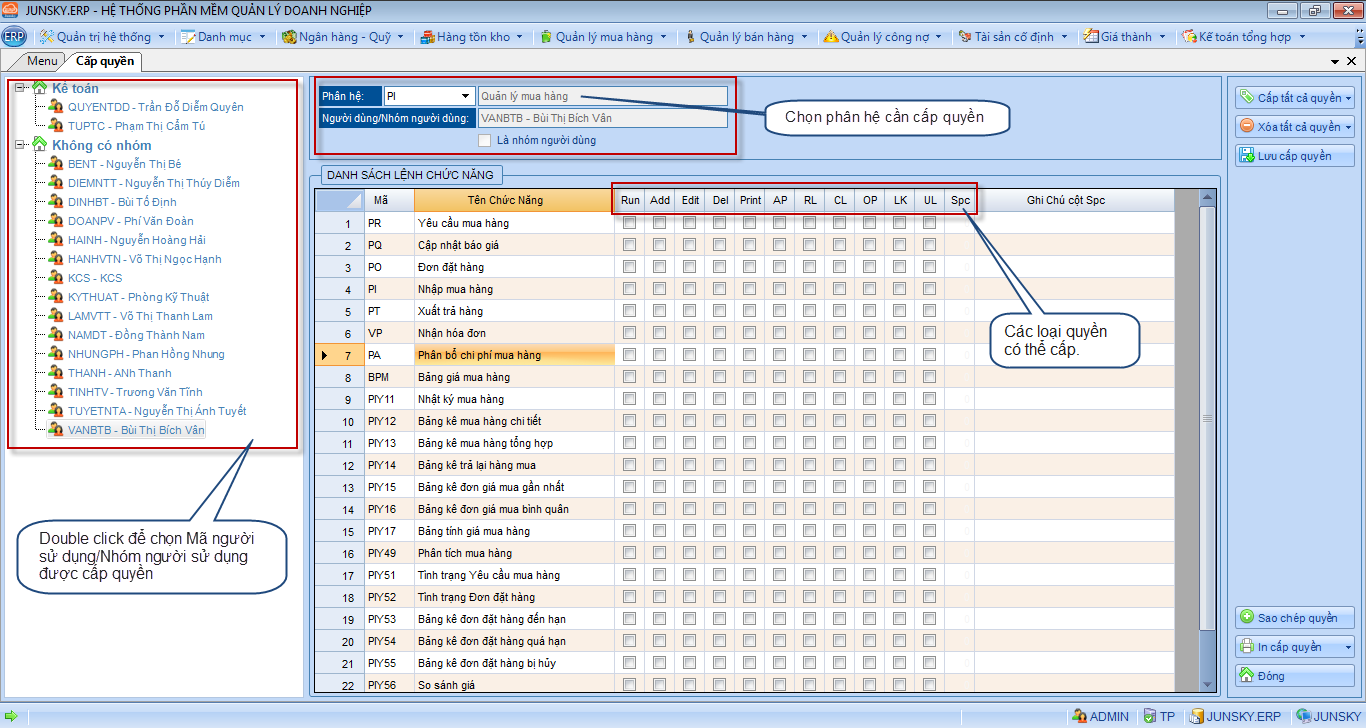 JUNSKY.ERP - HỆ THỐNG PHẦN MỀM QUẢN LÝ DOANH NGHIỆP
ERP Quản trị hệ thống Danh mục Ngân hàng - Quỹ Hàng tồn kho Quản lý mua hàng Quản lý bán hàng Quản lý công nợ Tài sản cố định Giá thành Kế toán tổng hợp
Menu Cấp quyền
Kế toán
QUYENTDD - Trần Đỗ Diễm Quyên
TUPTC - Phạm Thị Cẩm Tú
Không có nhóm
BENT - Nguyễn Thị Bé
DIEMNTT - Nguyễn Thị Thúy Diễm
DINHBT - Bùi Tố Định
DOANPV - Phí Văn Đoàn
HAINH - Nguyễn Hoàng Hải
HANHVTN - Võ Thị Ngọc Hạnh
KCS - KCS
KYTHUAT - Phòng Kỹ Thuật
LAMVTT - Võ Thị Thanh Lam
NAMDT - Đồng Thành Nam
NHUNGPH - Phan Hồng Nhung
THANH - ANh Thanh
TINHTV - Trương Văn Tĩnh
TUYETNTA - Nguyễn Thị Ánh Tuyết
VANBTB - Bùi Thị Bích Vân
Double click để chọn Mã người
sử dụng/Nhóm người sử dụng
được cấp quyền
Phân hệ: PI Quản lý mua hàng
Người dùng/Nhóm người dùng: VANBTB - Bùi Thị Bích Vân
Là nhóm người dùng
Chọn phân hệ cần cấp quyền
DANH SÁCH LỆNH CHỨC NĂNG
Mã Tên Chức Năng Run Add Edit Del Print AP RL CL OP LK UL Spc Ghi Chú cột Spc
1 PR Yêu cầu mua hàng
2 PQ Cập nhật báo giá
3 PO Đơn đặt hàng
4 PI Nhập mua hàng
5 PT Xuất trả hàng
6 VP Nhận hóa đơn
7 PA Phân bổ chi phí mua hàng
8 BPM Bảng giá mua hàng
9 PIY11 Nhật ký mua hàng
10 PIY12 Bảng kê mua hàng chi tiết
11 PIY13 Bảng kê mua hàng tổng hợp
12 PIY14 Bảng kê trả lại hàng mua
13 PIY15 Bảng kê đơn giá mua gần nhất
14 PIY16 Bảng kê đơn giá mua bình quân
15 PIY17 Bảng tính giá mua hàng
16 PIY49 Phân tích mua hàng
17 PIY51 Tình trạng Yêu cầu mua hàng
18 PIY52 Tình trạng Đơn đặt hàng
19 PIY53 Bảng kê đơn đặt hàng đến hạn
20 PIY54 Bảng kê đơn đặt hàng quá hạn
21 PIY55 Bảng kê đơn đặt hàng bị hủy
22 PIY56 So sánh giá
Các loại quyền
có thể cấp.
Cấp tất cả quyền
Xóa tất cả quyền
Lưu cấp quyền
Sao chép quyền
In cấp quyền
Đóng
ADMIN TP JUNSKY.ERP JUNSKY